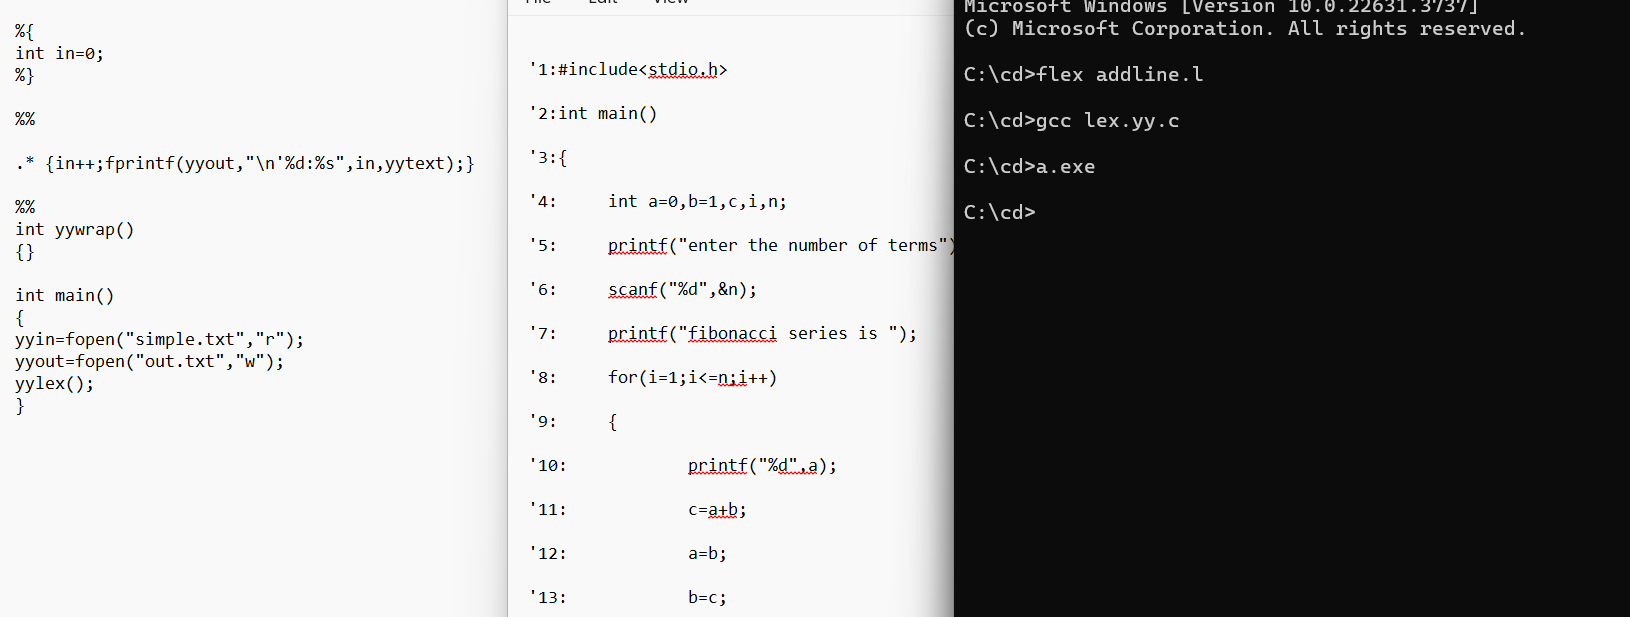 %{
int in=0;
%}
%%
.* {in++;fprintf(yyout,"\n'%d:%s",in,yytext);}
%%
int yywrap()
{}
int main()
{
yyin=fopen("simple.txt","r");
yyout=fopen("out.txt","w");
yylex();
}
File Edit View
'1:#include<stdio.h>
'2:int main()
'3:{
'4:     int a=0,b=1,c,i,n;
'5:     printf("enter the number of terms")
'6:     scanf("%d",&n);
'7:     printf("fibonacci series is ");
'8:     for(i=1;i<=n;i++)
'9:     {
'10:            printf("%d",a);
'11:            c=a+b;
'12:            a=b;
'13:            b=c;
Microsoft Windows [Version 10.0.22631.3737]
(c) Microsoft Corporation. All rights reserved.
C:\cd>flex addline.l
C:\cd>gcc lex.yy.c
C:\cd>a.exe
C:\cd>